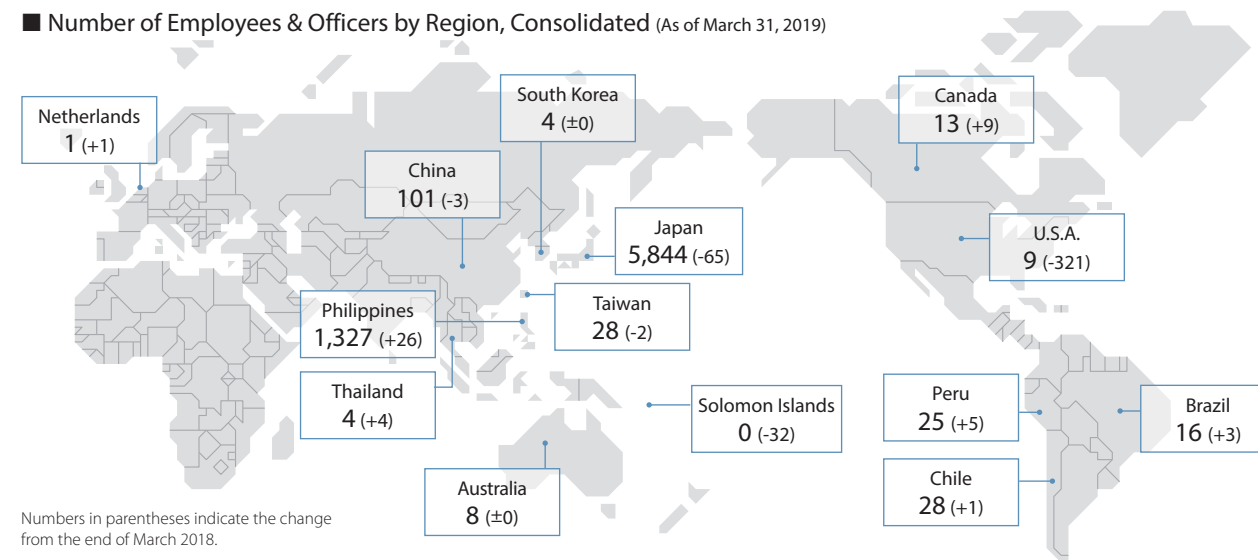 ■ Number of Employees & Officers by Region, Consolidated (As of March 31, 2019)
Netherlands
1 (+1)
South Korea
4 (±0)
Canada
13 (+9)
China
101 (-3)
Japan
5,844 (-65)
U.S.A.
9 (-321)
Philippines
1,327 (+26)
Taiwan
28 (-2)
Thailand
4 (+4)
Solomon Islands
0 (-32)
Peru
25 (+5)
Brazil
16 (+3)
Australia
8 (±0)
Chile
28 (+1)
Numbers in parentheses indicate the change
from the end of March 2018.